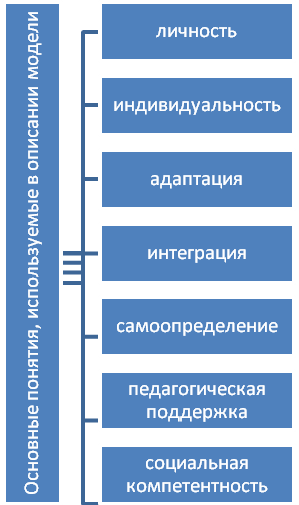 Основные понятия, используемые в описании модели
личность
индивидуальность
адаптация
интеграция
самоопределение
педагогическая
поддержка
социальная
компетентность